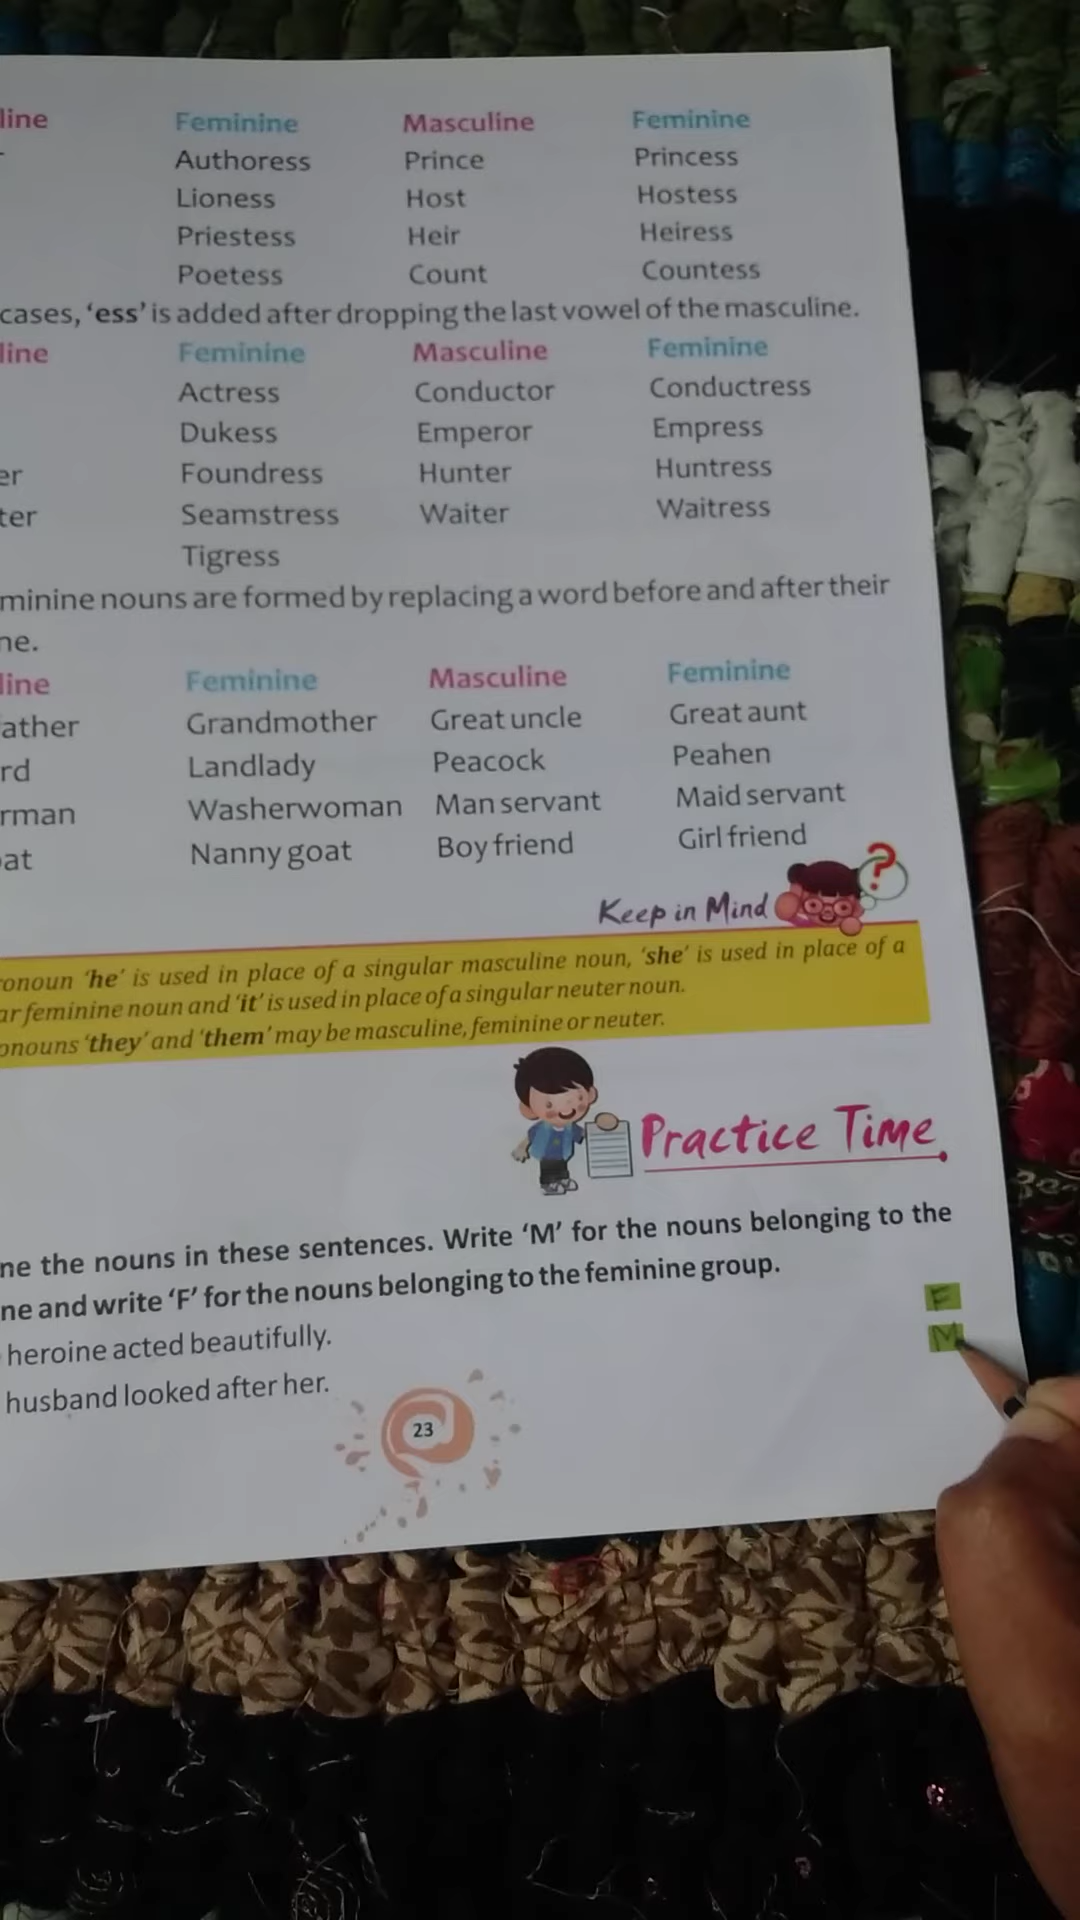 line Feminine Masculine Feminine
Authoress Prince Princess
Lioness Host Hostess
Priestess Heir Heiress
Poetess Count Countess
cases, ‘ess’ is added after dropping the last vowel of the masculine.
line Feminine Masculine Feminine
Actress Conductor Conductress
Dukess Emperor Empress
er Foundress Hunter Huntress
ter Seamstress Waiter Waitress
Tigress
minine nouns are formed by replacing a word before and after their
ne.
line Feminine Masculine Feminine
ather Grandmother Great uncle Great aunt
rd Landlady Peacock Peahen
rman Washerwoman Man servant Maid servant
oat Nanny goat Boy friend Girl friend
?
Keep in Mind
onoun ‘he’ is used in place of a singular masculine noun, ‘she’ is used in place of a
ar feminine noun and ‘it’ is used in place of a singular neuter noun.
onouns ‘they’ and ‘them’ may be masculine, feminine or neuter.
Practice Time
ne the nouns in these sentences. Write ‘M’ for the nouns belonging to the
ne and write ‘F’ for the nouns belonging to the feminine group.
heroine acted beautifully. F
husband looked after her. M
23